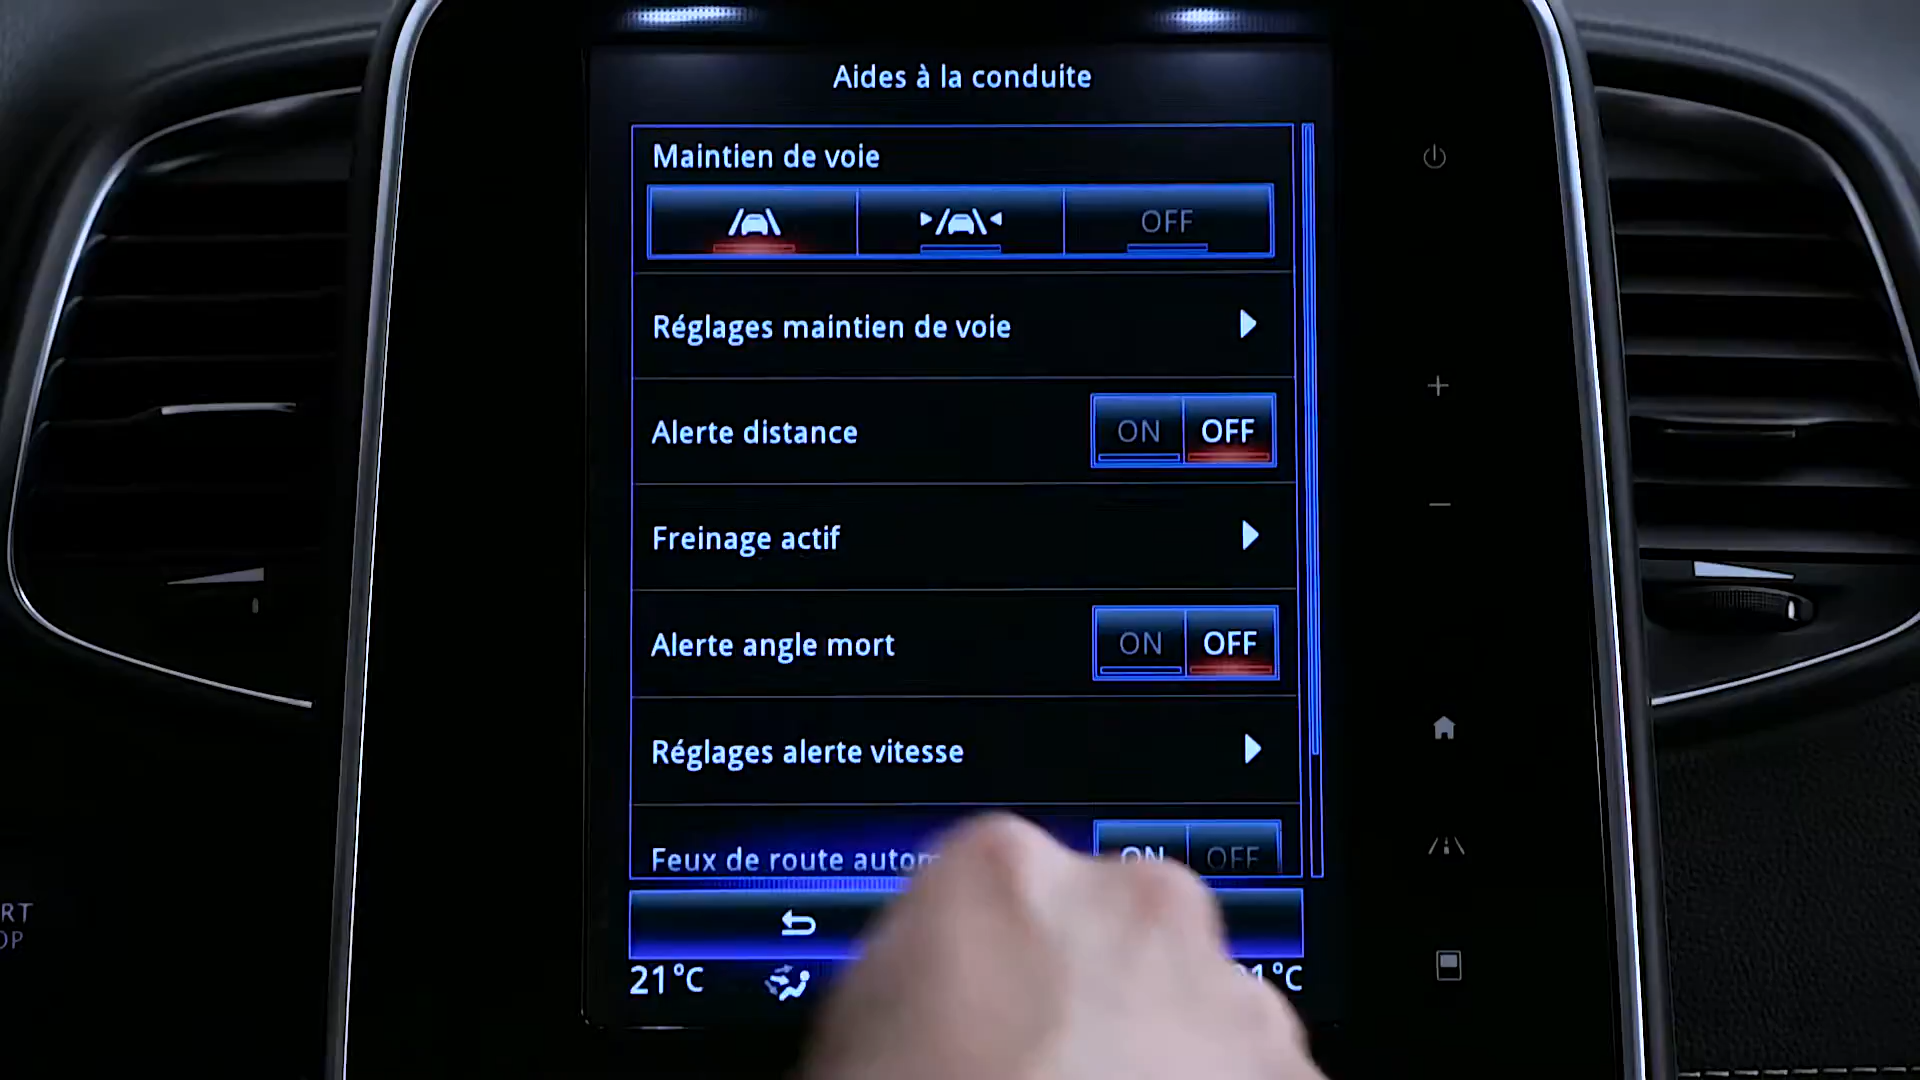 Aides à la conduite
Maintien de voie
OFF
Réglages maintien de voie
Alerte distance
ON OFF
Freinage actif
Alerte angle mort
ON OFF
Réglages alerte vitesse
Feux de route
ON OFF
21°C